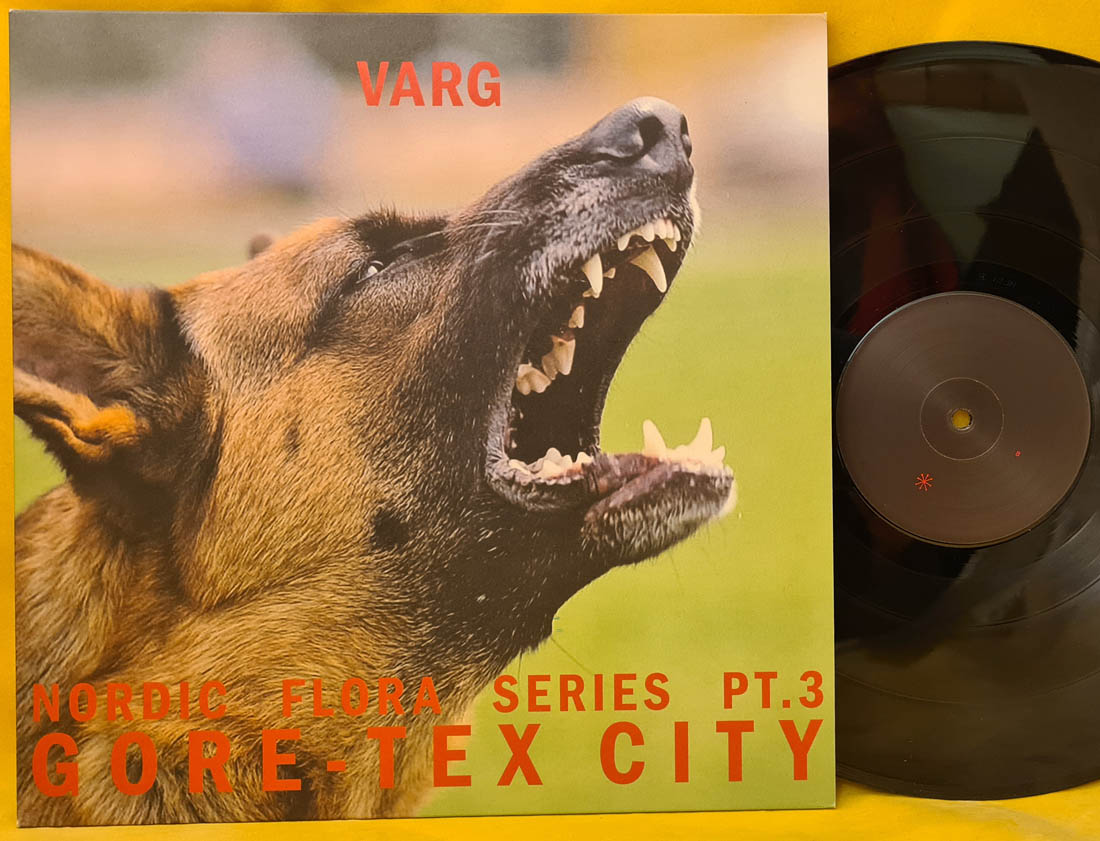 VARG
NORDIC FLORA SERIES PT.3
GORE-TEX CITY